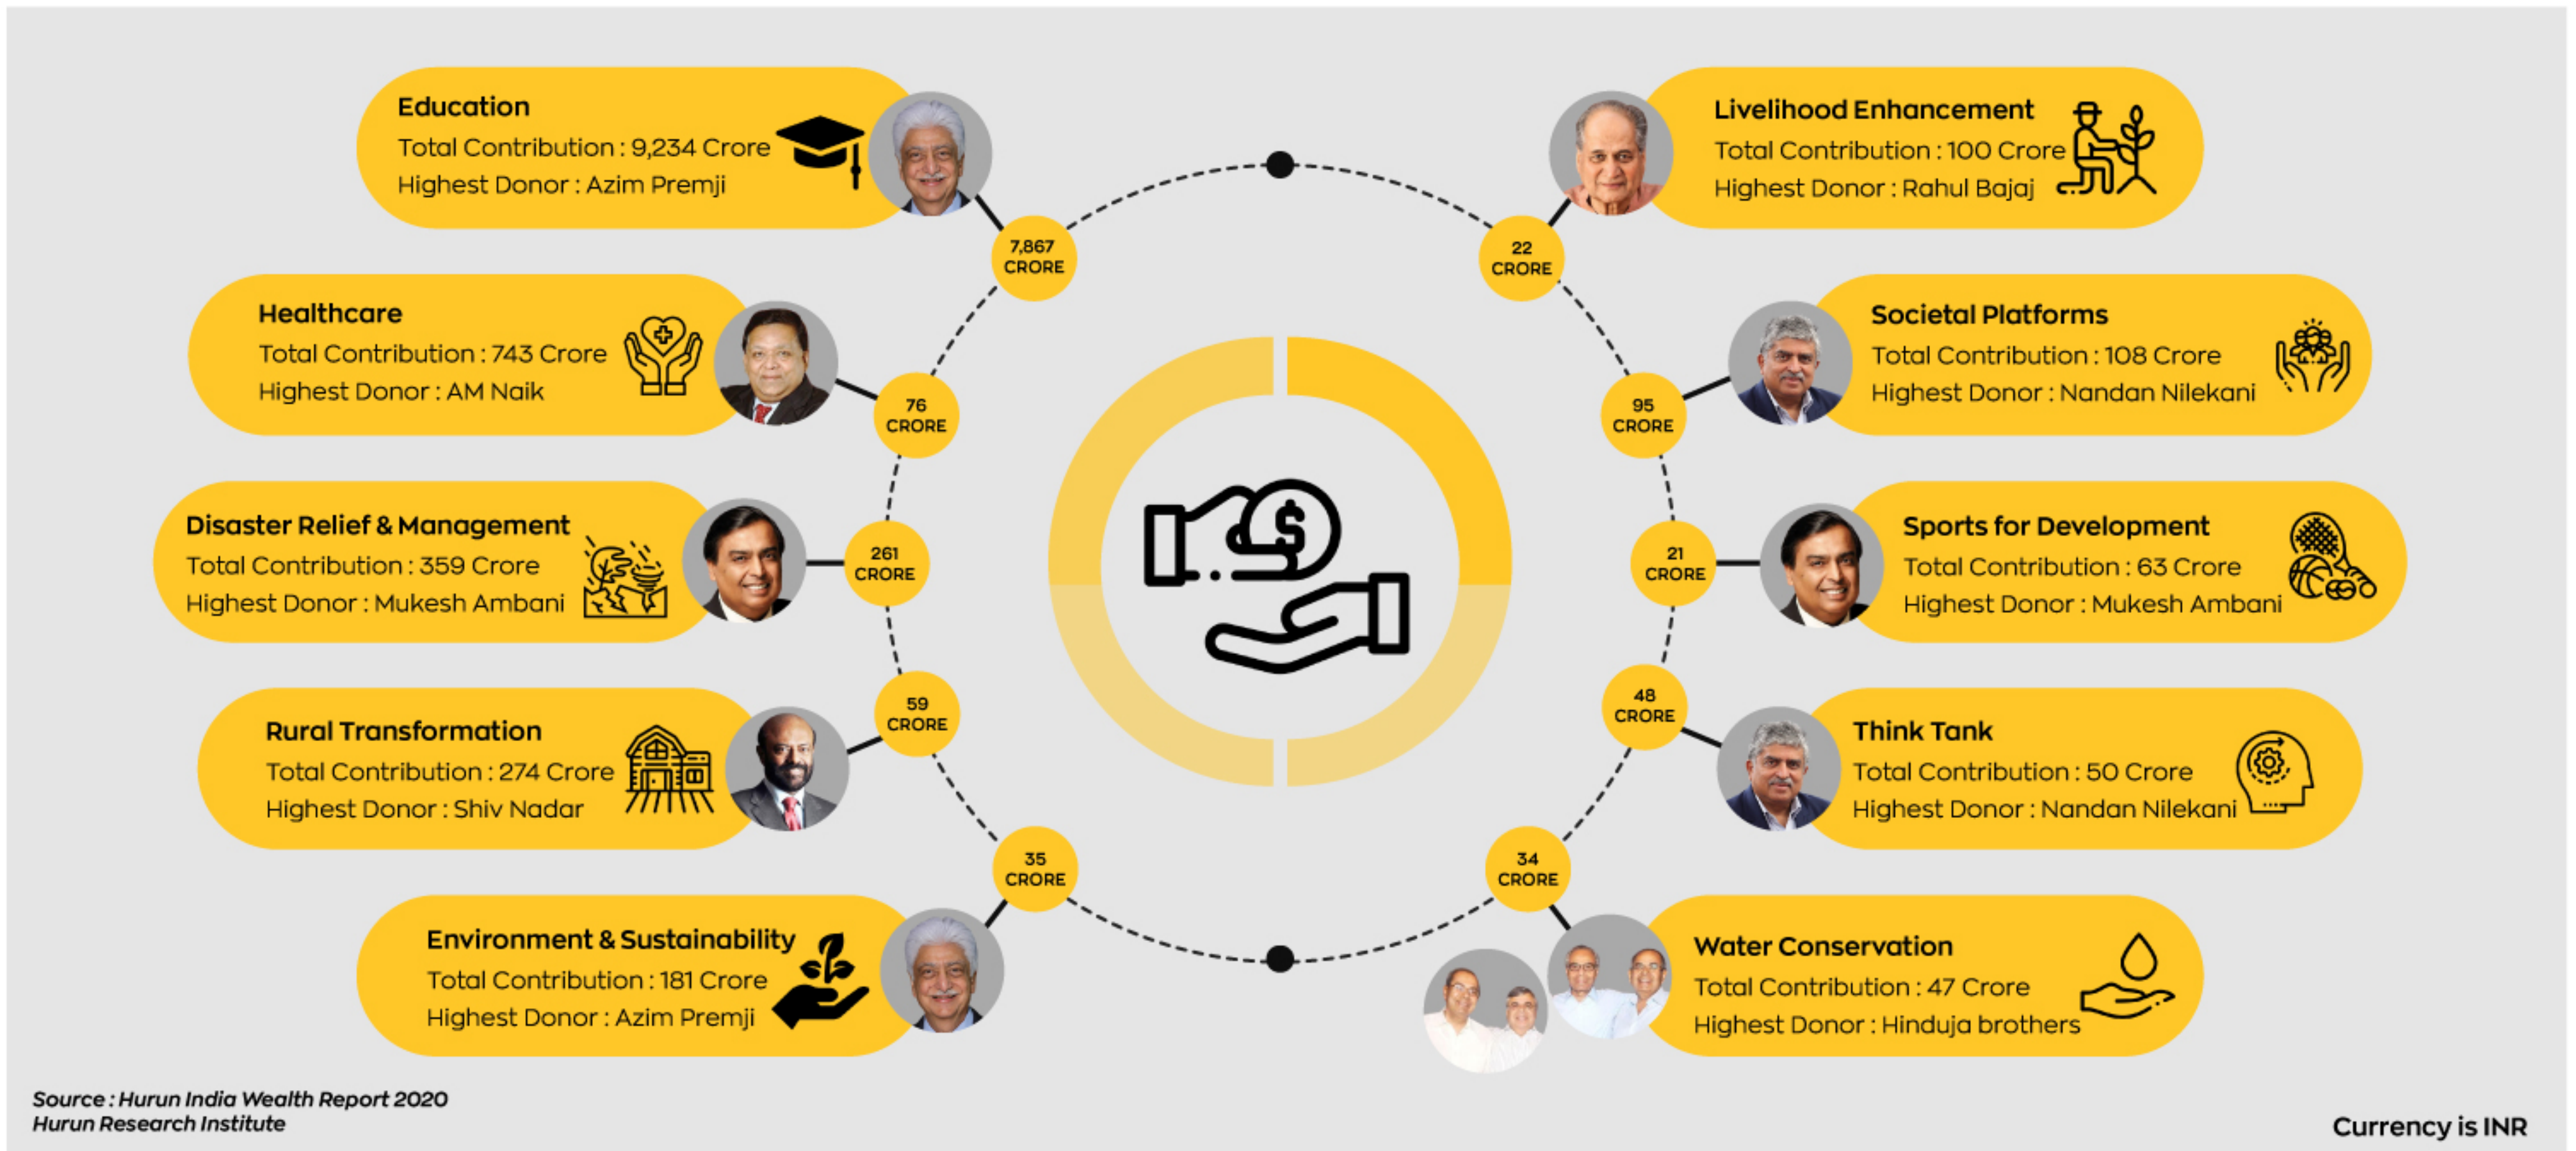 Education
Total Contribution : 9,234 Crore
Highest Donor : Azim Premji
7,867
CRORE
Healthcare
Total Contribution : 743 Crore
Highest Donor : AM Naik
76
CRORE
Disaster Relief & Management
Total Contribution : 359 Crore
Highest Donor : Mukesh Ambani
261
CRORE
Rural Transformation
Total Contribution : 274 Crore
Highest Donor : Shiv Nadar
59
CRORE
Environment & Sustainability
Total Contribution : 181 Crore
Highest Donor : Azim Premji
35
CRORE
Livelihood Enhancement
Total Contribution : 100 Crore
Highest Donor : Rahul Bajaj
22
CRORE
Societal Platforms
Total Contribution : 108 Crore
Highest Donor : Nandan Nilekani
95
CRORE
Sports for Development
Total Contribution : 63 Crore
Highest Donor : Mukesh Ambani
21
CRORE
Think Tank
Total Contribution : 50 Crore
Highest Donor : Nandan Nilekani
48
CRORE
Water Conservation
Total Contribution : 47 Crore
Highest Donor : Hinduja brothers
34
CRORE
$
Source : Hurun India Wealth Report 2020
Hurun Research Institute
Currency is INR